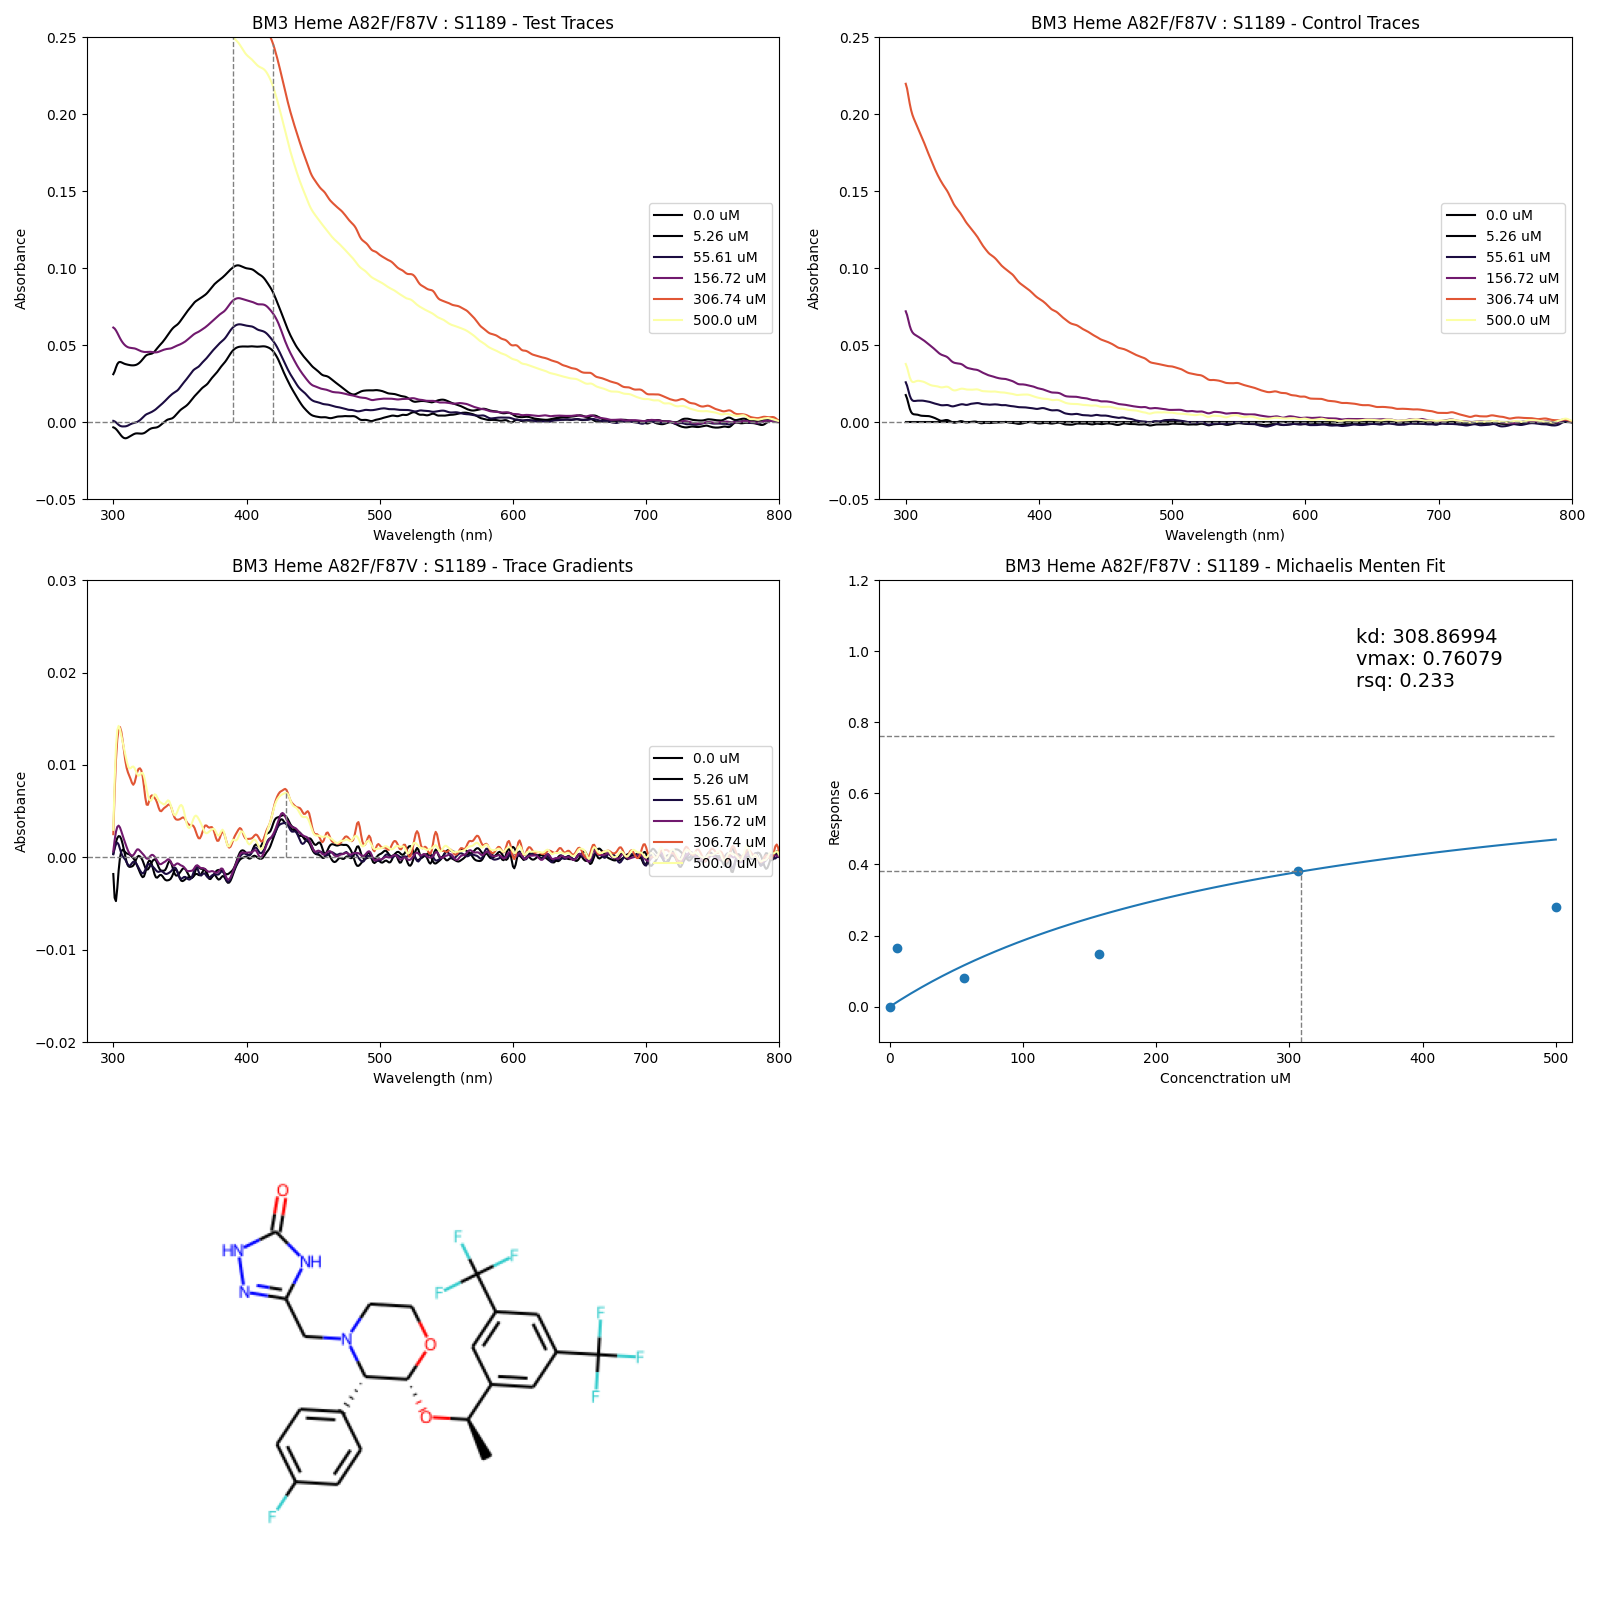 BM3 Heme A82F/F87V : S1189 - Test Traces
0.25
0.20
0.15
0.10
0.05
0.00
−0.05
Absorbance
300 400 500 600 700 800
Wavelength (nm)
0.0 uM
5.26 uM
55.61 uM
156.72 uM
306.74 uM
500.0 uM
BM3 Heme A82F/F87V : S1189 - Control Traces
0.25
0.20
0.15
0.10
0.05
0.00
−0.05
Absorbance
300 400 500 600 700 800
Wavelength (nm)
0.0 uM
5.26 uM
55.61 uM
156.72 uM
306.74 uM
500.0 uM
BM3 Heme A82F/F87V : S1189 - Trace Gradients
0.03
0.02
0.01
0.00
−0.01
−0.02
Absorbance
300 400 500 600 700 800
Wavelength (nm)
0.0 uM
5.26 uM
55.61 uM
156.72 uM
306.74 uM
500.0 uM
BM3 Heme A82F/F87V : S1189 - Michaelis Menten Fit
1.2
1.0
0.8
0.6
0.4
0.2
0.0
Response
0 100 200 300 400 500
Concenctration uM
kd: 308.86994
vmax: 0.76079
rsq: 0.233
O
HN
NH
N
N
O
O
F
F
F
F
F
F
F